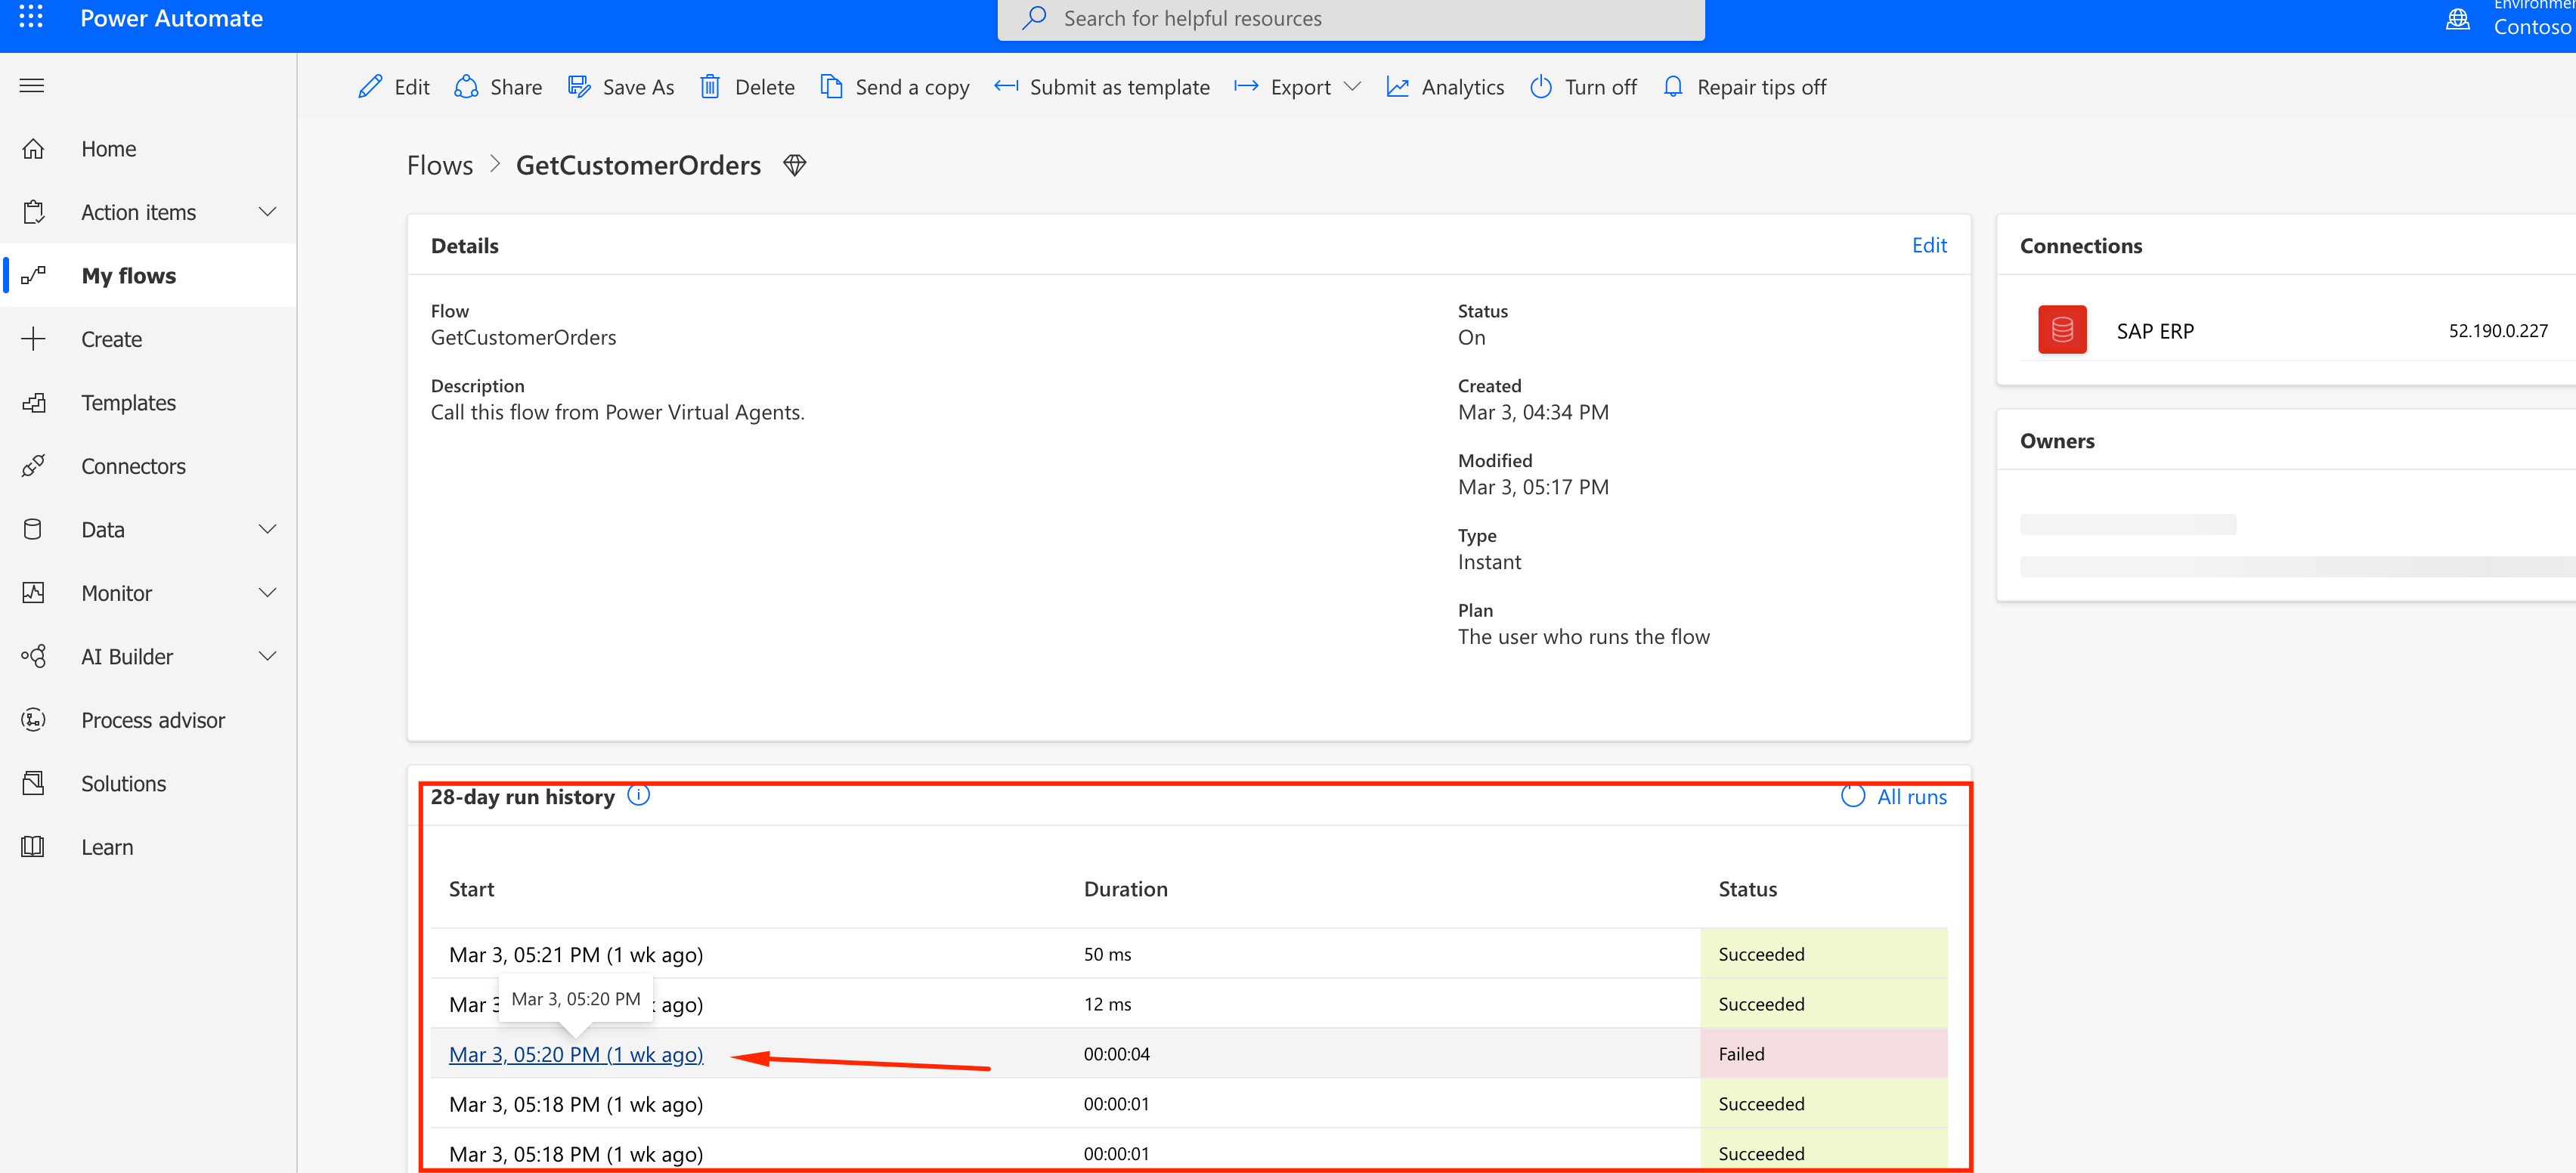 Power Automate
Search for helpful resources
Contoso
Edit
Share
Save As
Delete
Send a copy
Submit as template
Export
Analytics
Turn off
Repair tips off
Home
Action items
My flows
Create
Templates
Connectors
Data
Monitor
AI Builder
Process advisor
Solutions
Learn
Flows > GetCustomerOrders
Details
Edit
Flow
GetCustomerOrders
Description
Call this flow from Power Virtual Agents.
Status
On
Created
Mar 3, 04:34 PM
Modified
Mar 3, 05:17 PM
Type
Instant
Plan
The user who runs the flow
Connections
SAP ERP 52.190.0.227
Owners
28-day run history
All runs
Start Duration Status
Mar 3, 05:21 PM (1 wk ago) 50 ms Succeeded
Mar 3, 05:20 PM
Mar 3 ago) 12 ms Succeeded
Mar 3, 05:20 PM (1 wk ago) 00:00:04 Failed
Mar 3, 05:18 PM (1 wk ago) 00:00:01 Succeeded
Mar 3, 05:18 PM (1 wk ago) 00:00:01 Succeeded